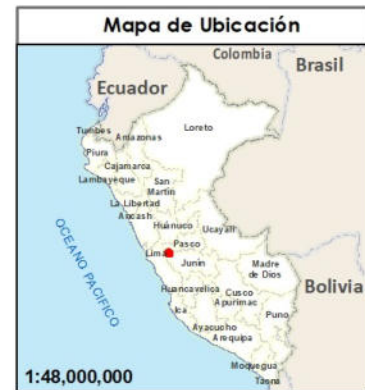 Mapa de Ubicación
Colombia
Ecuador
Brasil
Tumbes
Amazonas
Loreto
Piura
Cajamarca
Lambayeque
San
Martín
La Libertad
Ancash
Huánuco
Ucayali
Pasco
Lima
Junín
Madre
de Dios
OCEANO PACIFICO
Huancavelica
Cusco
Apurimac
Bolivia
Ica
Puno
Ayacucho
Arequipa
Moquegua
Tacna
1:48,000,000